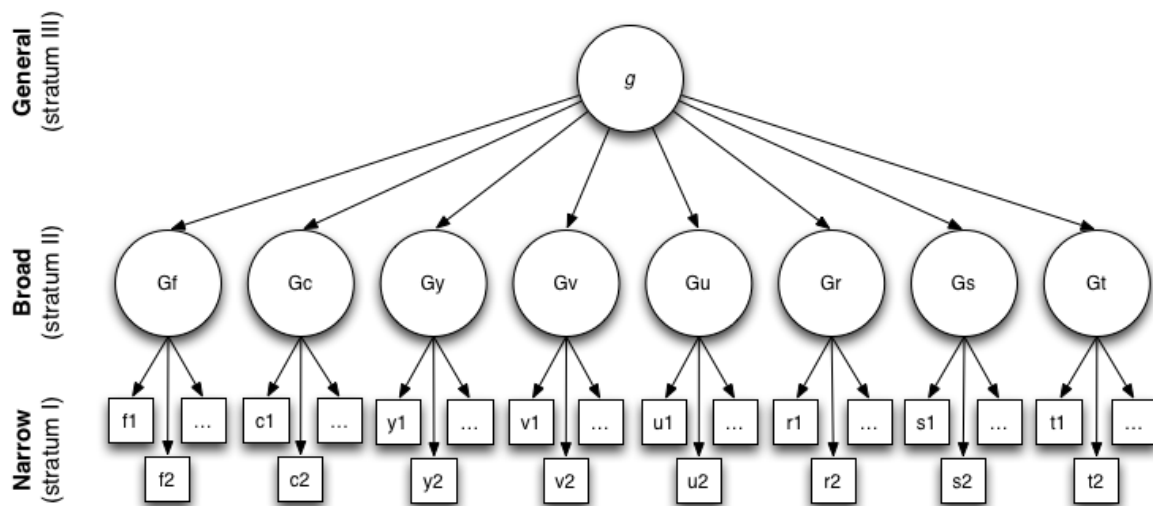 General
(stratum III)
g
Broad
(stratum II)
Gf
Gc
Gy
Gv
Gu
Gr
Gs
Gt
Narrow
(stratum I)
f1
...
c1
...
y1
...
v1
...
u1
...
r1
...
s1
...
t1
...
f2
c2
y2
v2
u2
r2
s2
t2